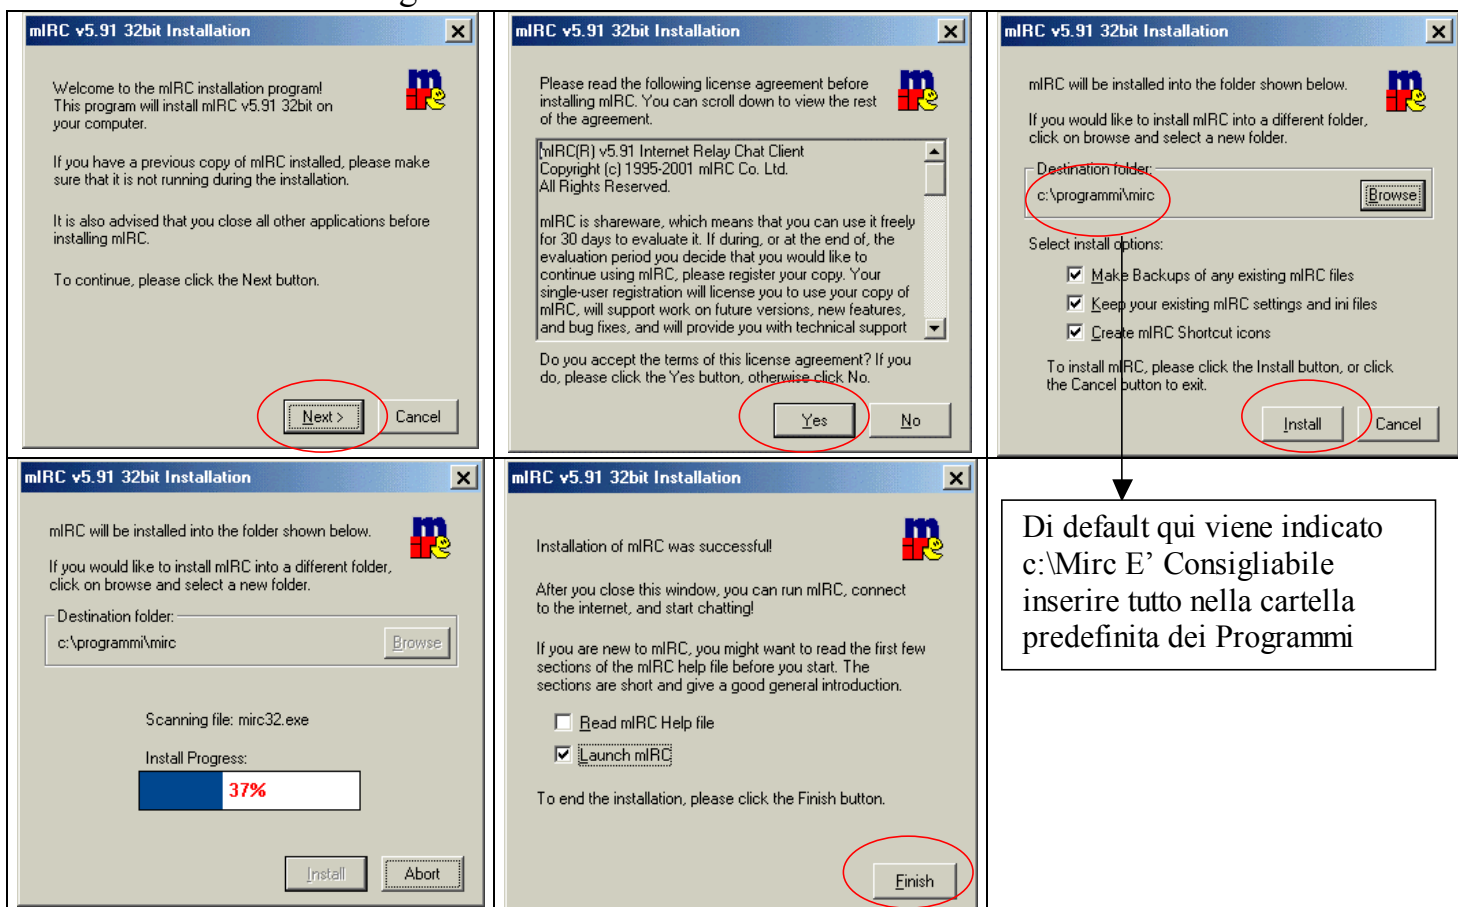 mIRC v5.91 32bit Installation
Welcome to the mIRC installation program!
This program will install mIRC v5.91 32bit on
your computer.
If you have a previous copy of mIRC installed, please make
sure that it is not running during the installation.
It is also advised that you close all other applications before
installing mIRC.
To continue, please click the Next button.
Next >
Cancel
mIRC v5.91 32bit Installation
Please read the following license agreement before
installing mIRC. You can scroll down to view the rest
of the agreement.
mIRC(R) v5.91 Internet Relay Chat Client
Copyright (c) 1995-2001 mIRC Co. Ltd.
All Rights Reserved.
mIRC is shareware, which means that you can use it freely
for 30 days to evaluate it. If during, or at the end of, the
evaluation period you decide that you would like to
continue using mIRC, please register your copy. Your
single-user registration will license you to use your copy of
mIRC, will support work on future versions, new features,
and bug fixes, and will provide you with technical support
Do you accept the terms of this license agreement? If you
do, please click the Yes button, otherwise click No.
Yes
No
mIRC v5.91 32bit Installation
mIRC will be installed into the folder shown below.
If you would like to install mIRC into a different folder,
click on browse and select a new folder.
Destination folder:
c:\programmi\mirc
Browse
Select install options:
Make Backups of any existing mIRC files
Keep your existing mIRC settings and ini files
Create mIRC Shortcut icons
To install mIRC, please click the Install button, or click
the Cancel button to exit.
Install
Cancel
mIRC v5.91 32bit Installation
mIRC will be installed into the folder shown below.
If you would like to install mIRC into a different folder,
click on browse and select a new folder.
Destination folder:
c:\programmi\mirc
Browse
Scanning file: mirc32.exe
Install Progress:
37%
Install
Abort
mIRC v5.91 32bit Installation
Installation of mIRC was successful!
After you close this window, you can run mIRC, connect
to the internet, and start chatting!
If you are new to mIRC, you might want to read the first few
sections of the mIRC help file before you start. The
sections are short and give a good general introduction.
Read mIRC Help file
Launch mIRC
To end the installation, please click the Finish button.
Finish
Di default qui viene indicato
c:\Mirc E’ Consigliabile
inserire tutto nella cartella
predefinita dei Programmi